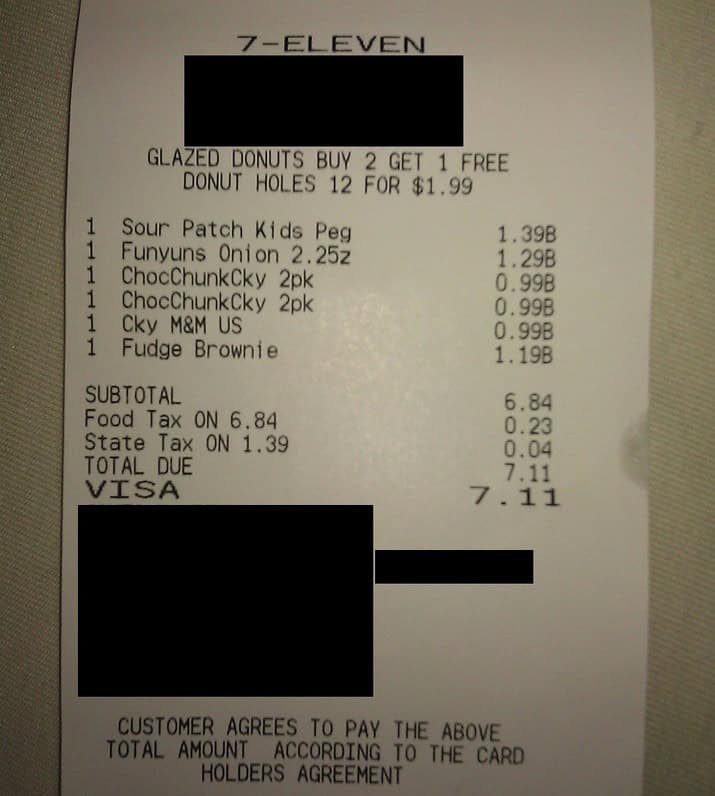 7-ELEVEN
GLAZED DONUTS BUY 2 GET 1 FREE
DONUT HOLES 12 FOR $1.99
1 Sour Patch Kids Peg 1.39B
1 Funyuns Onion 2.25z 1.29B
1 ChocChunkCky 2pk 0.99B
1 ChocChunkCky 2pk 0.99B
1 Cky M&M US 0.99B
1 Fudge Brownie 1.19B
SUBTOTAL 6.84
Food Tax ON 6.84 0.23
State Tax ON 1.39 0.04
TOTAL DUE 7.11
VISA 7.11
CUSTOMER AGREES TO PAY THE ABOVE
TOTAL AMOUNT ACCORDING TO THE CARD
HOLDERS AGREEMENT